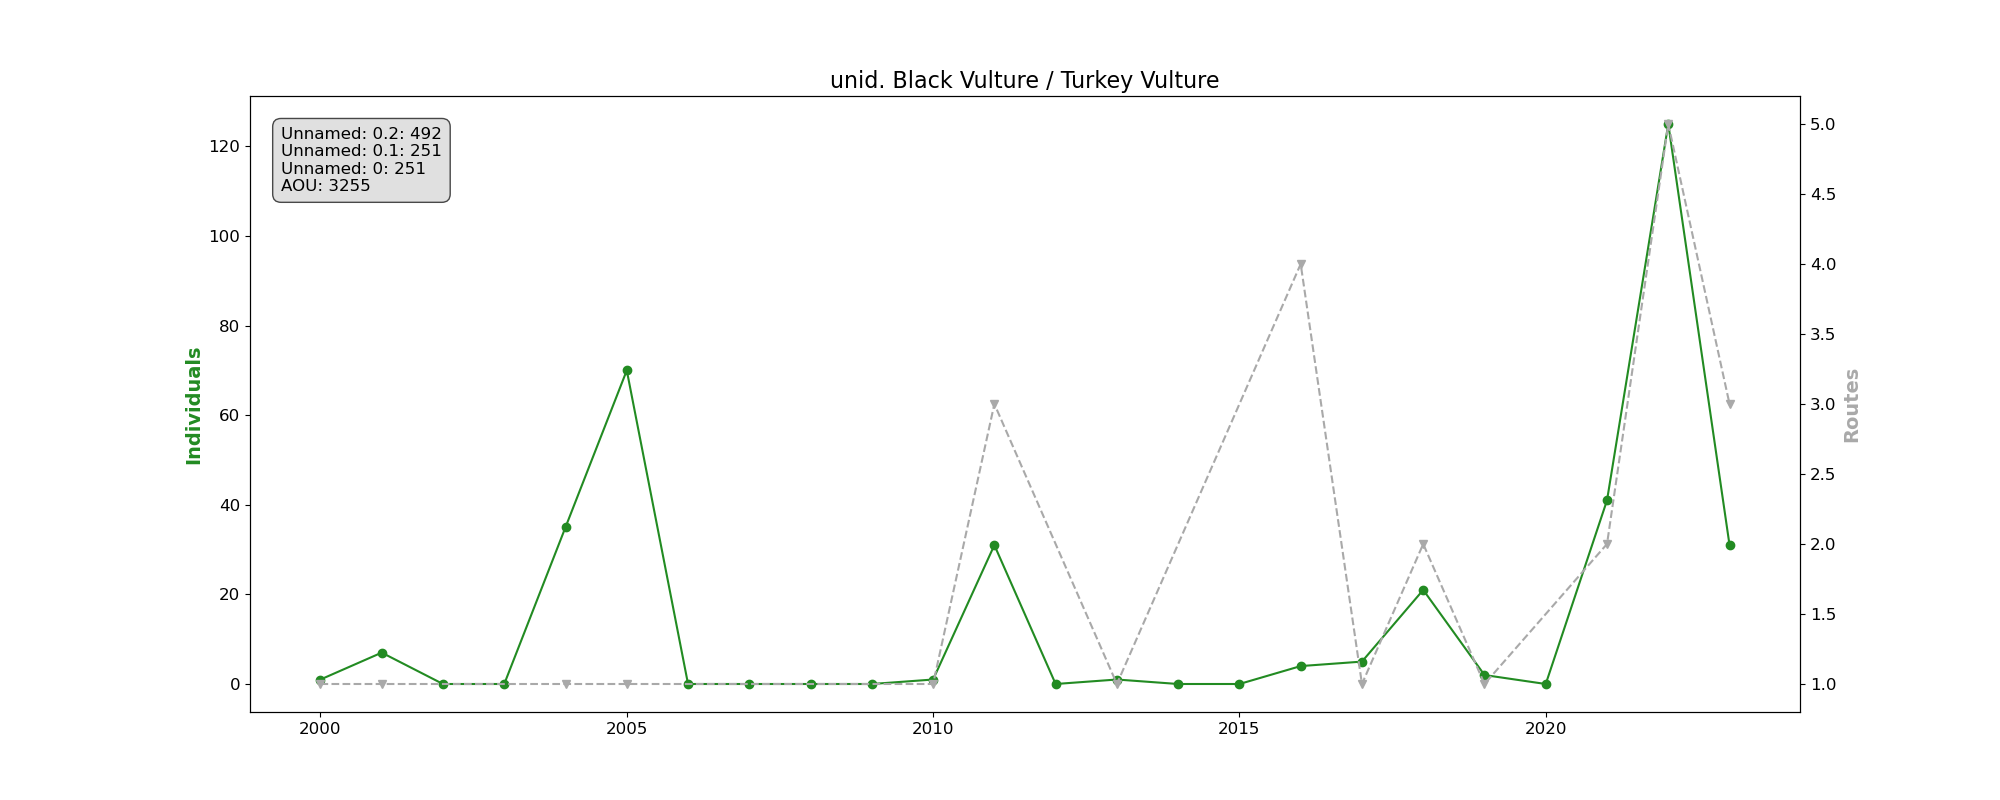 unid. Black Vulture / Turkey Vulture
Unnamed: 0.2: 492
Unnamed: 0.1: 251
Unnamed: 0: 251
AOU: 3255
120
100
80
60
40
20
0
Individuals
5.0
4.5
4.0
3.5
3.0
2.5
2.0
1.5
1.0
Routes
2000 2005 2010 2015 2020